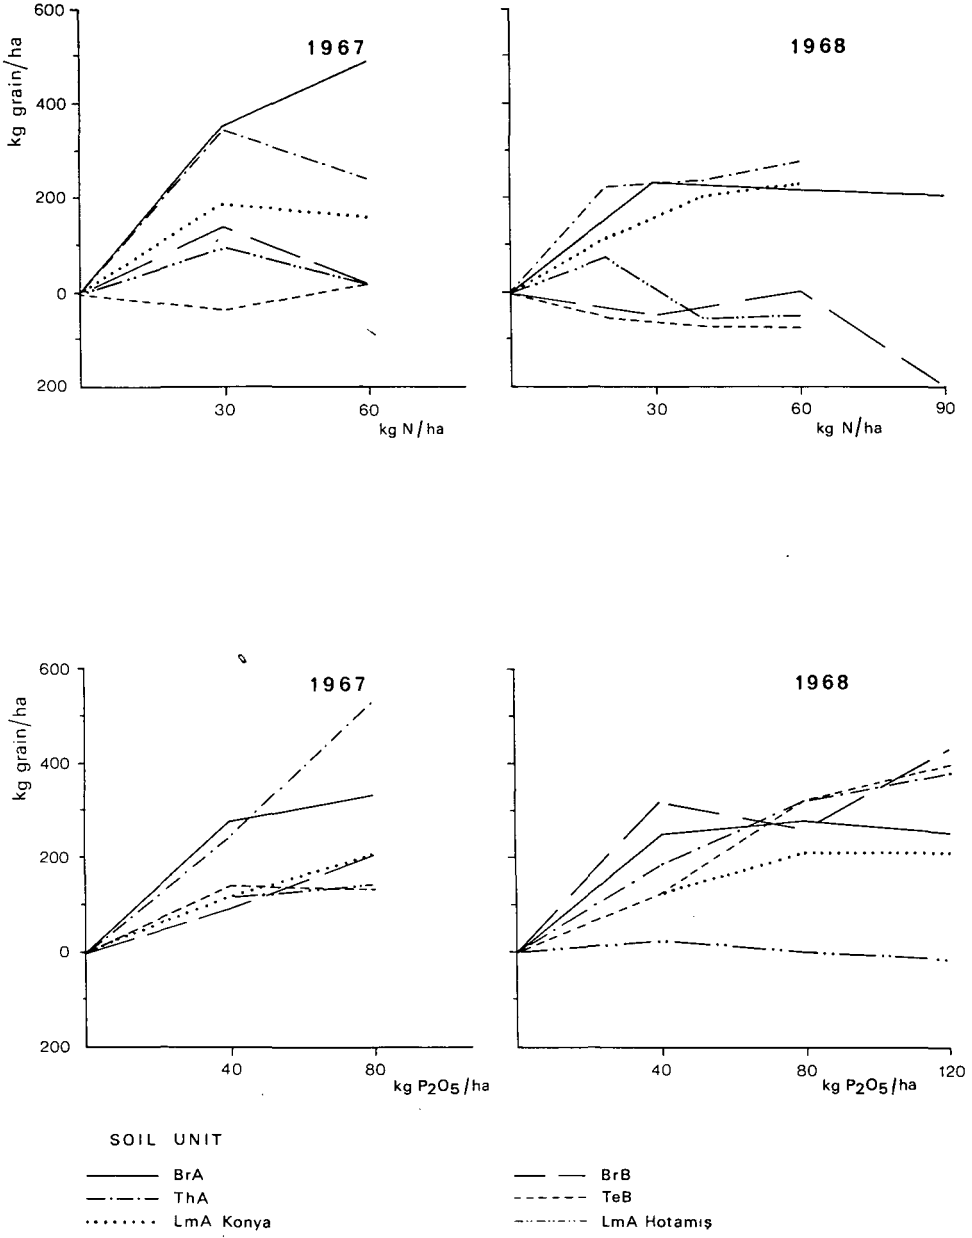 600
400
200
0
200
kg grain/ha
1967
30
60
kg N/ha
1968
30
60
90
kg N/ha
600
400
200
0
200
kg grain/ha
1967
40
80
kg P₂O₅/ha
1968
40
80
120
kg P₂O₅/ha
SOIL UNIT
BrA
ThA
LmA Konya
BrB
TeB
LmA Hotamış